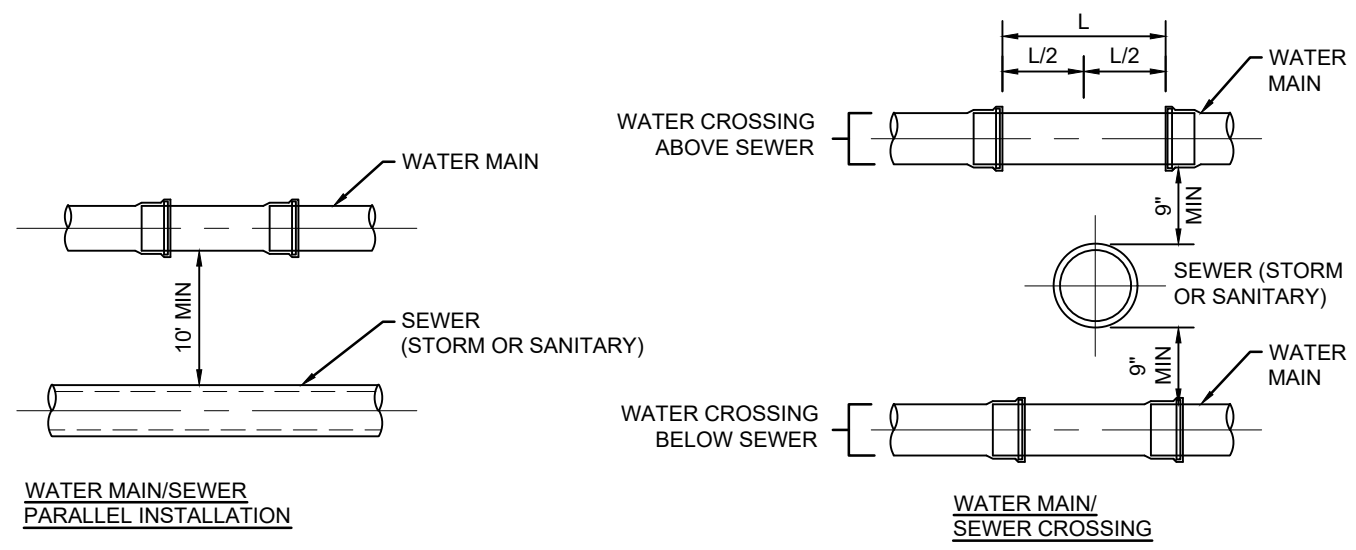 WATER MAIN
10' MIN
SEWER
(STORM OR SANITARY)
WATER MAIN/SEWER
PARALLEL INSTALLATION
L
L/2
L/2
WATER
MAIN
WATER CROSSING
ABOVE SEWER
9"
MIN
SEWER (STORM
OR SANITARY)
9"
MIN
WATER
MAIN
WATER CROSSING
BELOW SEWER
WATER MAIN/
SEWER CROSSING